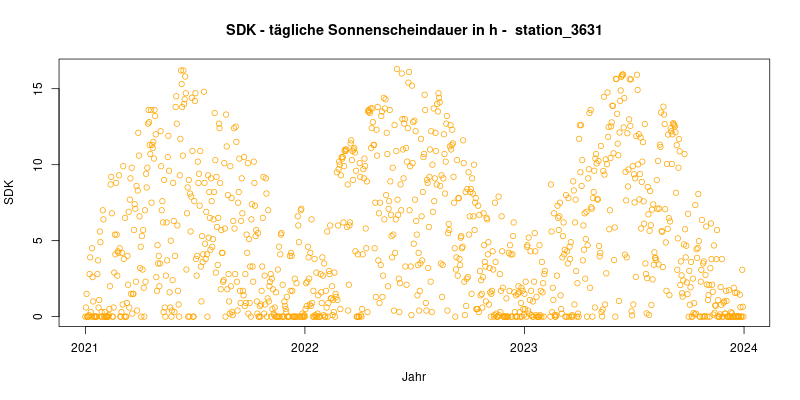 SDK - tägliche Sonnenscheindauer in h -  station_3631
SDK
15
10
5
0
2021
2022
2023
2024
Jahr